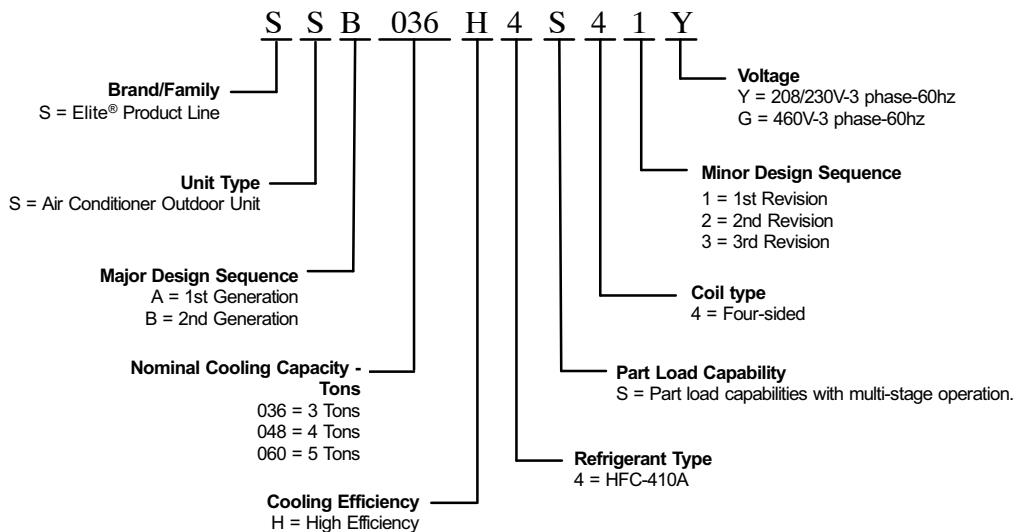 S S B 036 H 4 S 4 1 Y
Brand/Family
S = Elite® Product Line
Unit Type
S = Air Conditioner Outdoor Unit
Major Design Sequence
A = 1st Generation
B = 2nd Generation
Nominal Cooling Capacity -
Tons
036 = 3 Tons
048 = 4 Tons
060 = 5 Tons
Cooling Efficiency
H = High Efficiency
Voltage
Y = 208/230V-3 phase-60hz
G = 460V-3 phase-60hz
Minor Design Sequence
1 = 1st Revision
2 = 2nd Revision
3 = 3rd Revision
Coil type
4 = Four-sided
Part Load Capability
S = Part load capabilities with multi-stage operation.
Refrigerant Type
4 = HFC-410A